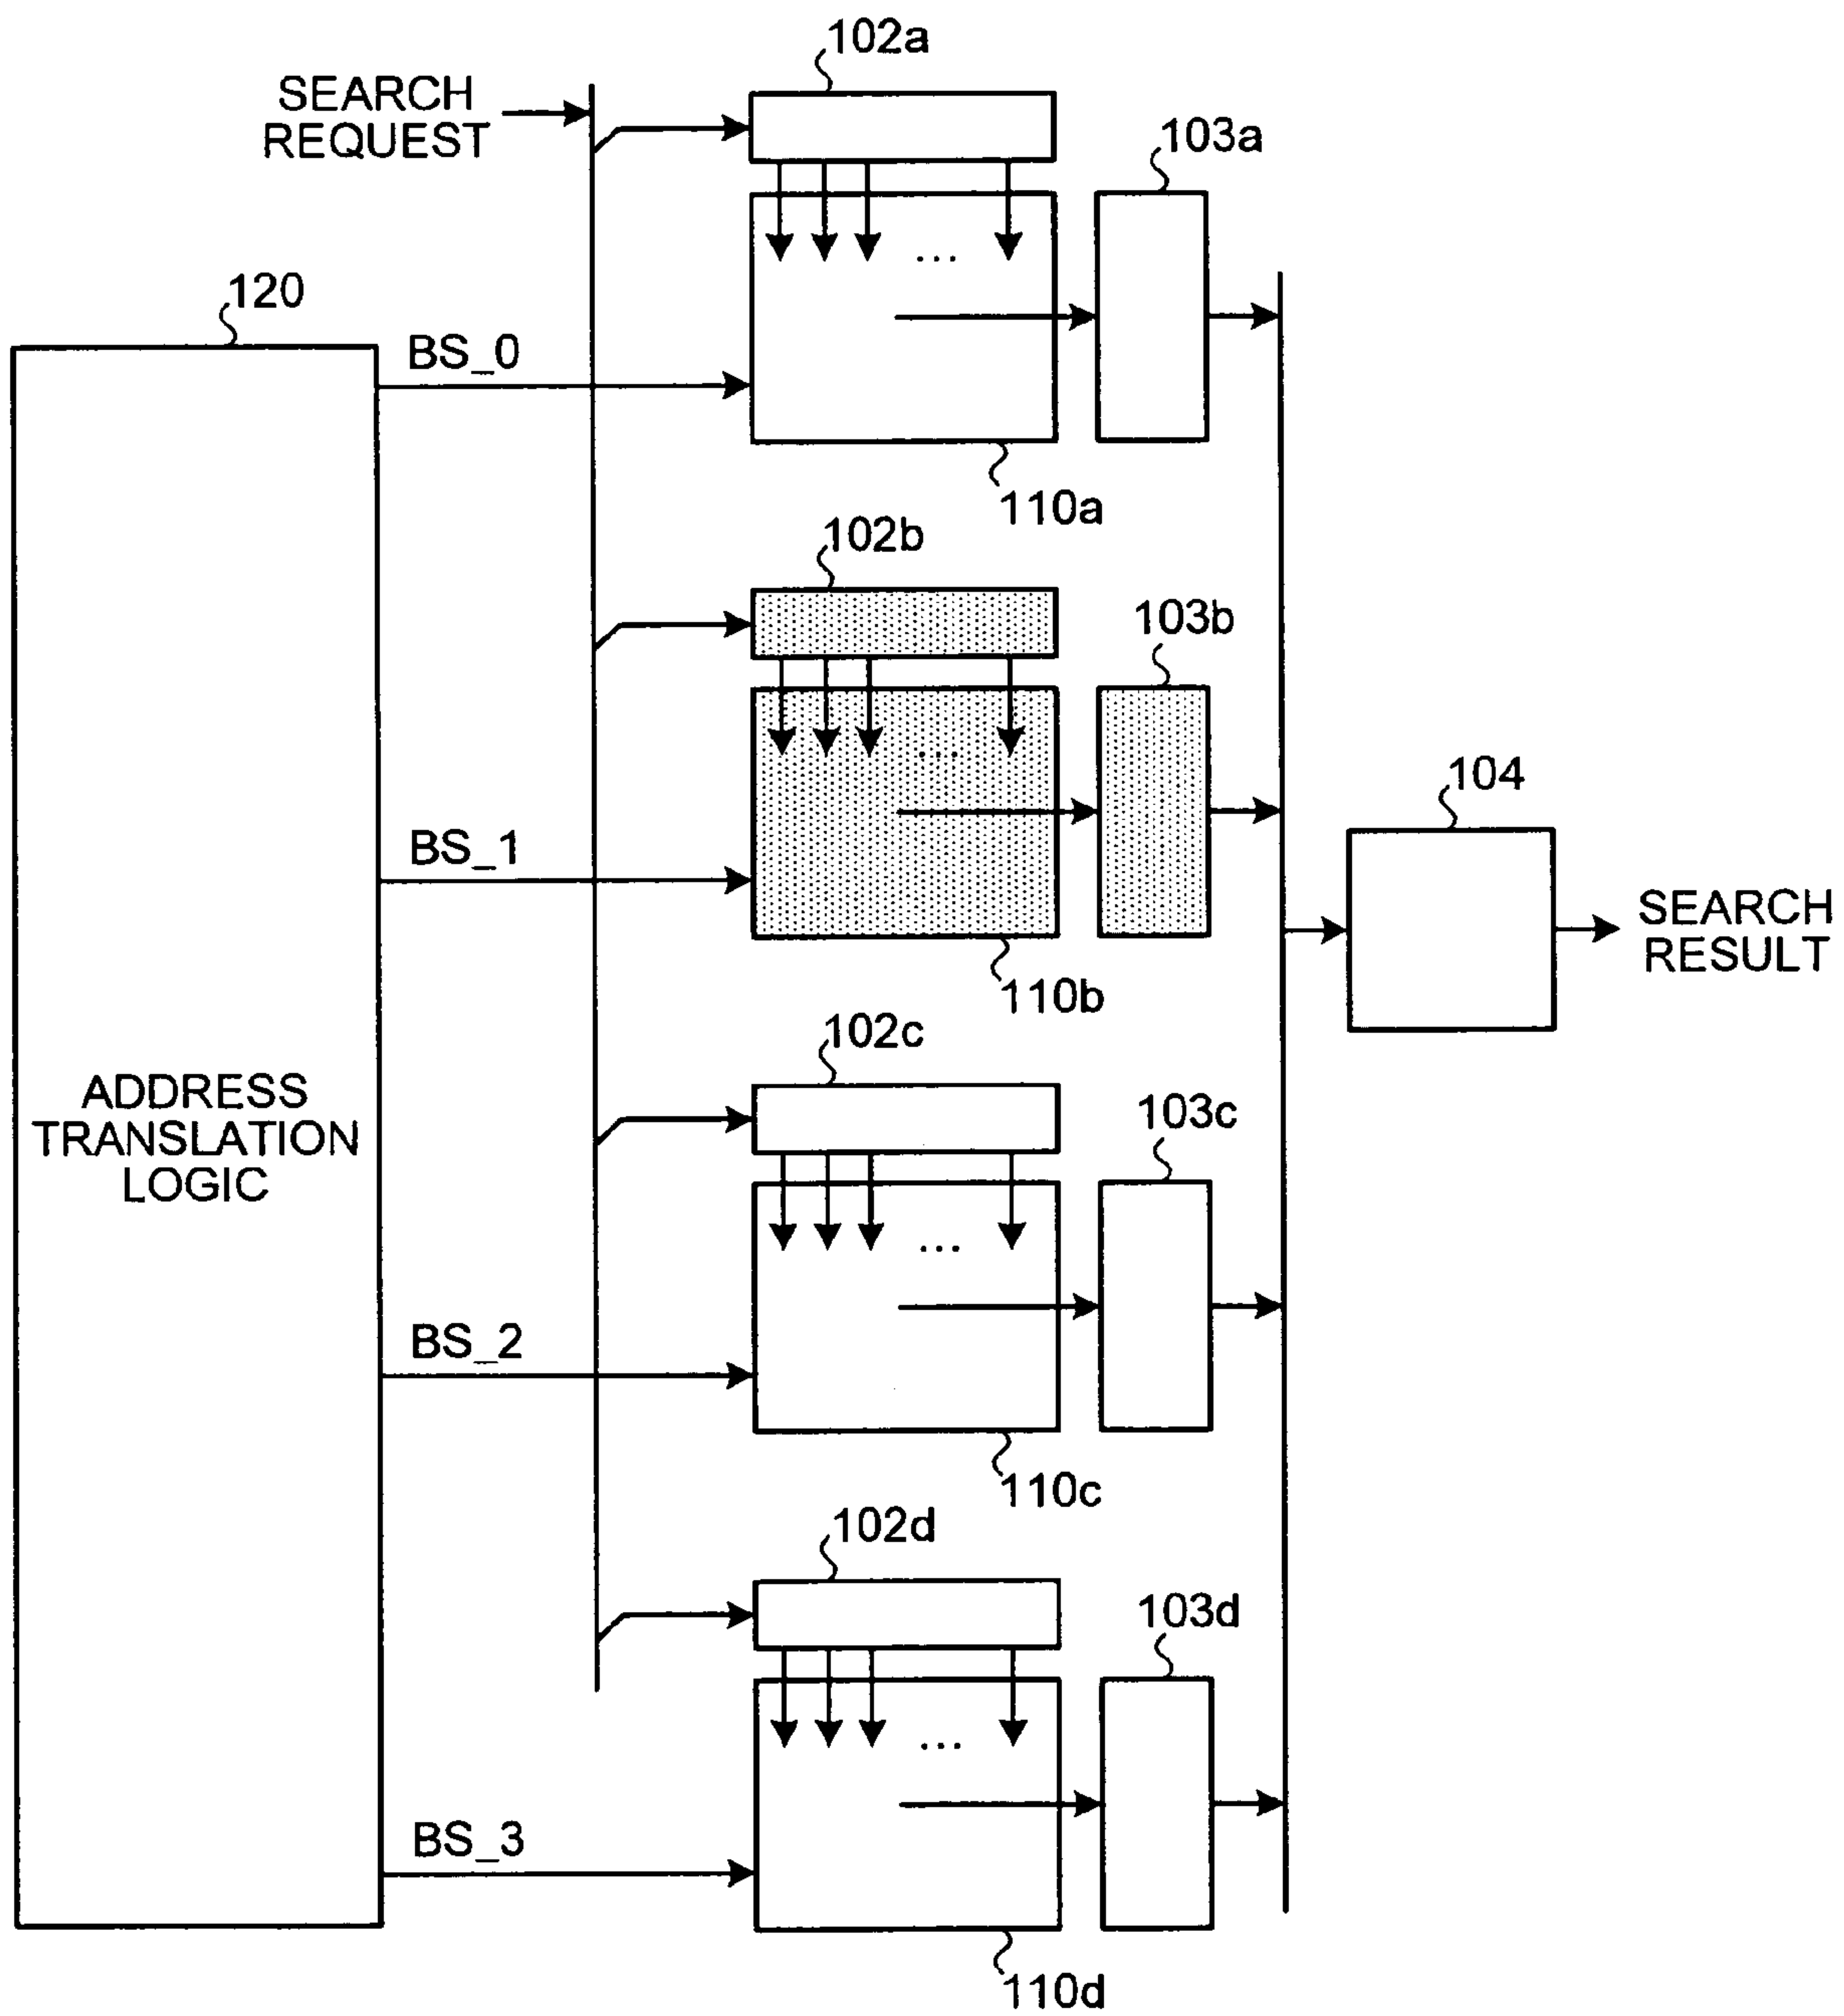 102a
SEARCH
REQUEST
103a
120
BS_0
...
110a
102b
103b
...
BS_1
104
SEARCH
RESULT
110b
102c
ADDRESS
TRANSLATION
LOGIC
103c
...
BS_2
110c
102d
103d
...
BS_3
110d